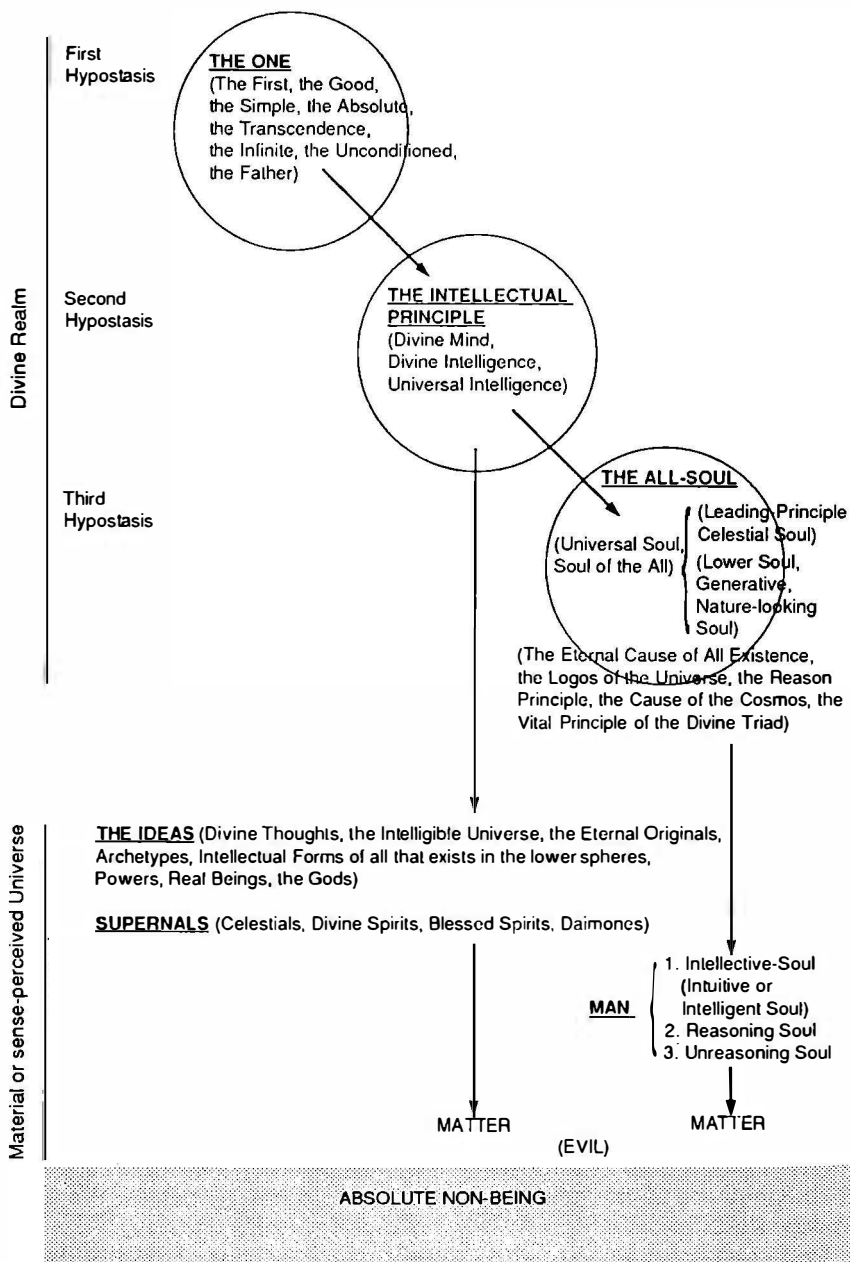 First
Hypostasis
THE ONE
(The First, the Good,
the Simple, the Absolute,
the Transcendence,
the Infinite, the Unconditioned,
the Father)
Divine Realm
Second
Hypostasis
THE INTELLECTUAL
PRINCIPLE
(Divine Mind,
Divine Intelligence,
Universal Intelligence)
Third
Hypostasis
THE ALL-SOUL
(Universal Soul,
Soul of the All)
(Leading-Principle
Celestial Soul)
(Lower Soul,
Generative,
Nature-looking
Soul)
(The Eternal Cause of All Existence,
the Logos of the Universe, the Reason
Principle, the Cause of the Cosmos, the
Vital Principle of the Divine Triad)
Material or sense-perceived Universe
THE IDEAS (Divine Thoughts, the Intelligible Universe, the Eternal Originals,
Archetypes, Intellectual Forms of all that exists in the lower spheres,
Powers, Real Beings, the Gods)
SUPERNALS (Celestials, Divine Spirits, Blessed Spirits, Daimones)
MAN
1. Intellective-Soul
(Intuitive or
Intelligent Soul)
2. Reasoning Soul
3. Unreasoning Soul
MATTER
MATTER
(EVIL)
ABSOLUTE NON-BEING